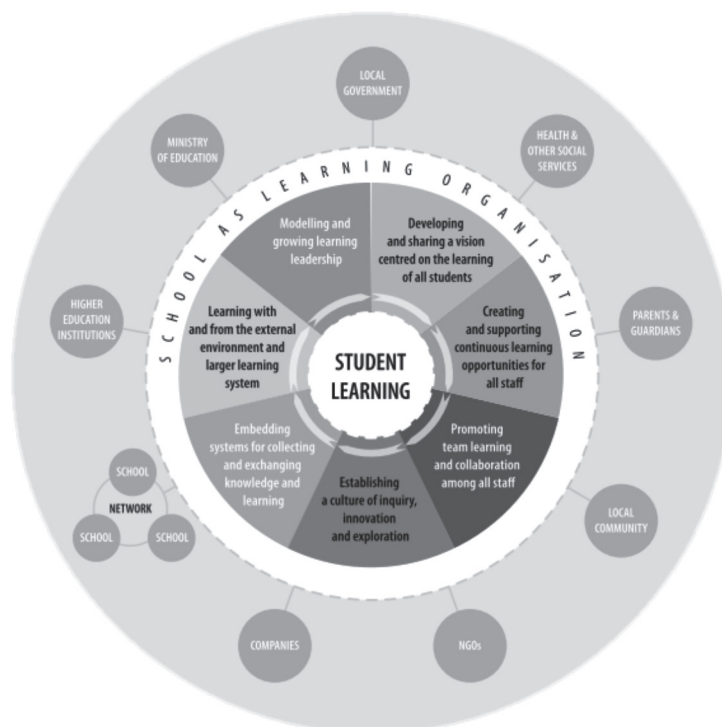 LOCAL
GOVERNMENT
HEALTH &
OTHER SOCIAL
SERVICES
PARENTS &
GUARDIANS
LOCAL
COMMUNITY
NGOs
COMPANIES
SCHOOL
NETWORK
SCHOOL
SCHOOL
HIGHER
EDUCATION
INSTITUTIONS
MINISTRY
OF EDUCATION
SCHOOL AS LEARNING ORGANISATION
Developing
and sharing a vision
centred on the learning
of all students
Creating
and supporting
continuous learning
opportunities for
all staff
Promoting
team learning
and collaboration
among all staff
Establishing
a culture of inquiry,
innovation
and exploration
Embedding
systems for collecting
and exchanging
knowledge and
learning
Learning with
and from the external
environment and
larger learning
system
Modelling and
growing learning
leadership
STUDENT
LEARNING